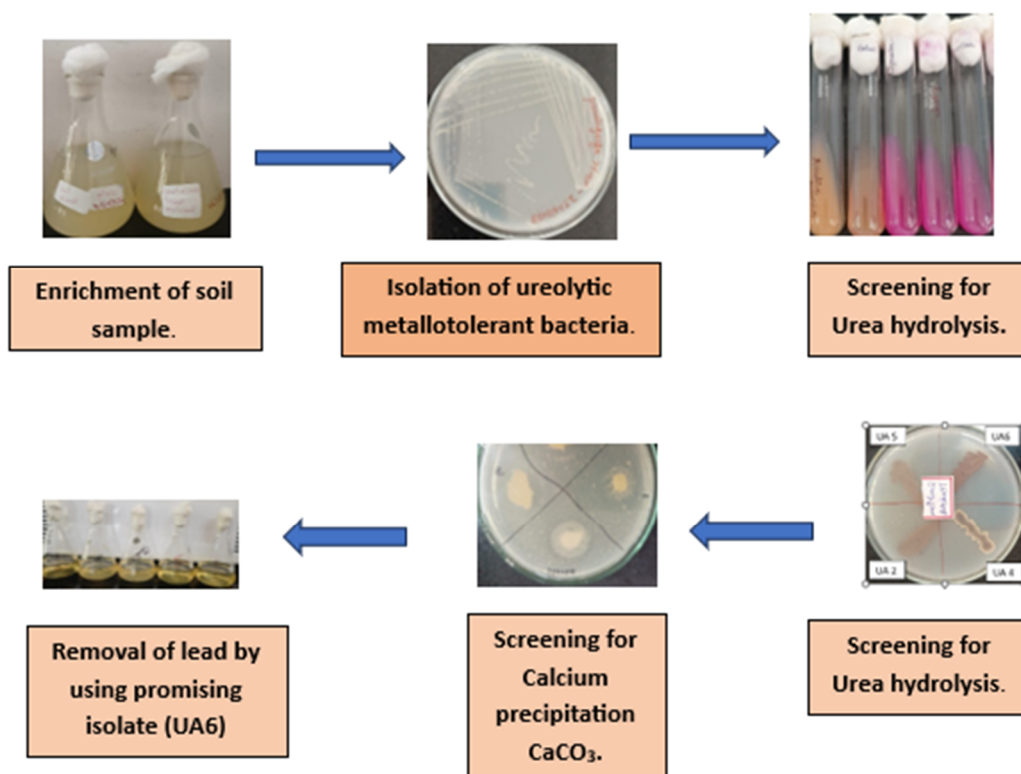 Enrichment of soil
sample.
Isolation of ureolytic
metallotolerant bacteria.
Screening for
Urea hydrolysis.
UA 5
UA6
UA 2
UA 4
Removal of lead by
using promising
isolate (UA6)
Screening for
Calcium
precipitation
CaCO₃.
Screening for
Urea hydrolysis.